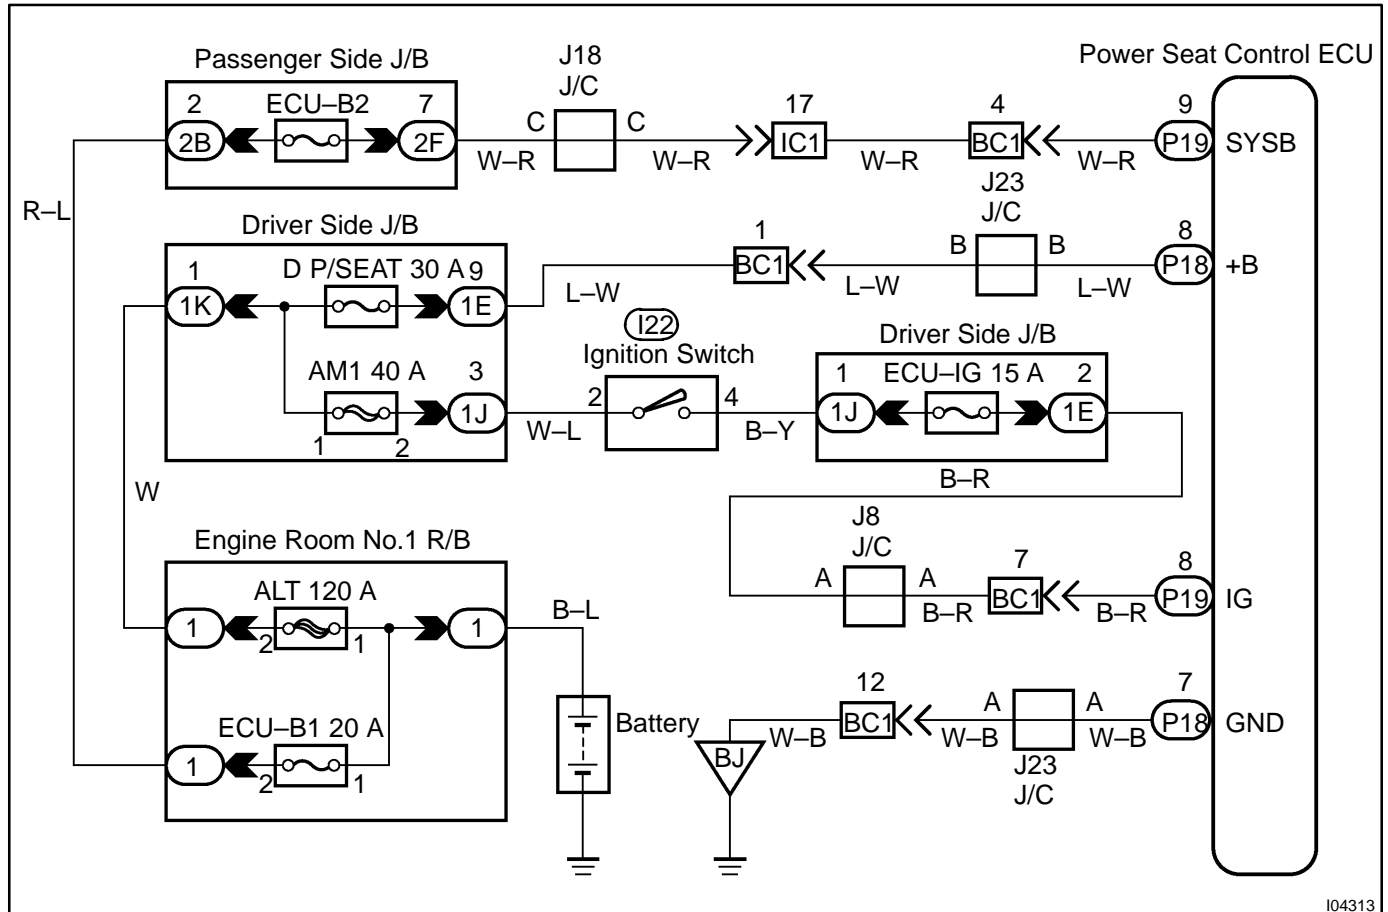 Passenger Side J/B
J18
J/C
Power Seat Control ECU
2
ECU–B2
7
17
4
9
2B
2F
C
C
IC1
BC1
P19
SYSB
W–R
W–R
W–R
W–R
R–L
J23
J/C
Driver Side J/B
1
8
1
D P/SEAT 30 A
9
BC1
B
B
P18
+B
1K
1E
L–W
L–W
L–W
I22
Ignition Switch
Driver Side J/B
AM1 40 A
3
1
ECU–IG 15 A
2
2
4
1J
1J
1E
1
2
W–L
B–Y
B–R
W
J8
J/C
Engine Room No.1 R/B
7
8
ALT 120 A
A
A
BC1
P19
IG
B–L
B–R
B–R
1
2
1
1
12
7
ECU–B1 20 A
Battery
BC1
A
A
P18
GND
BJ
W–B
W–B
W–B
1
2
1
J23
J/C
I04313